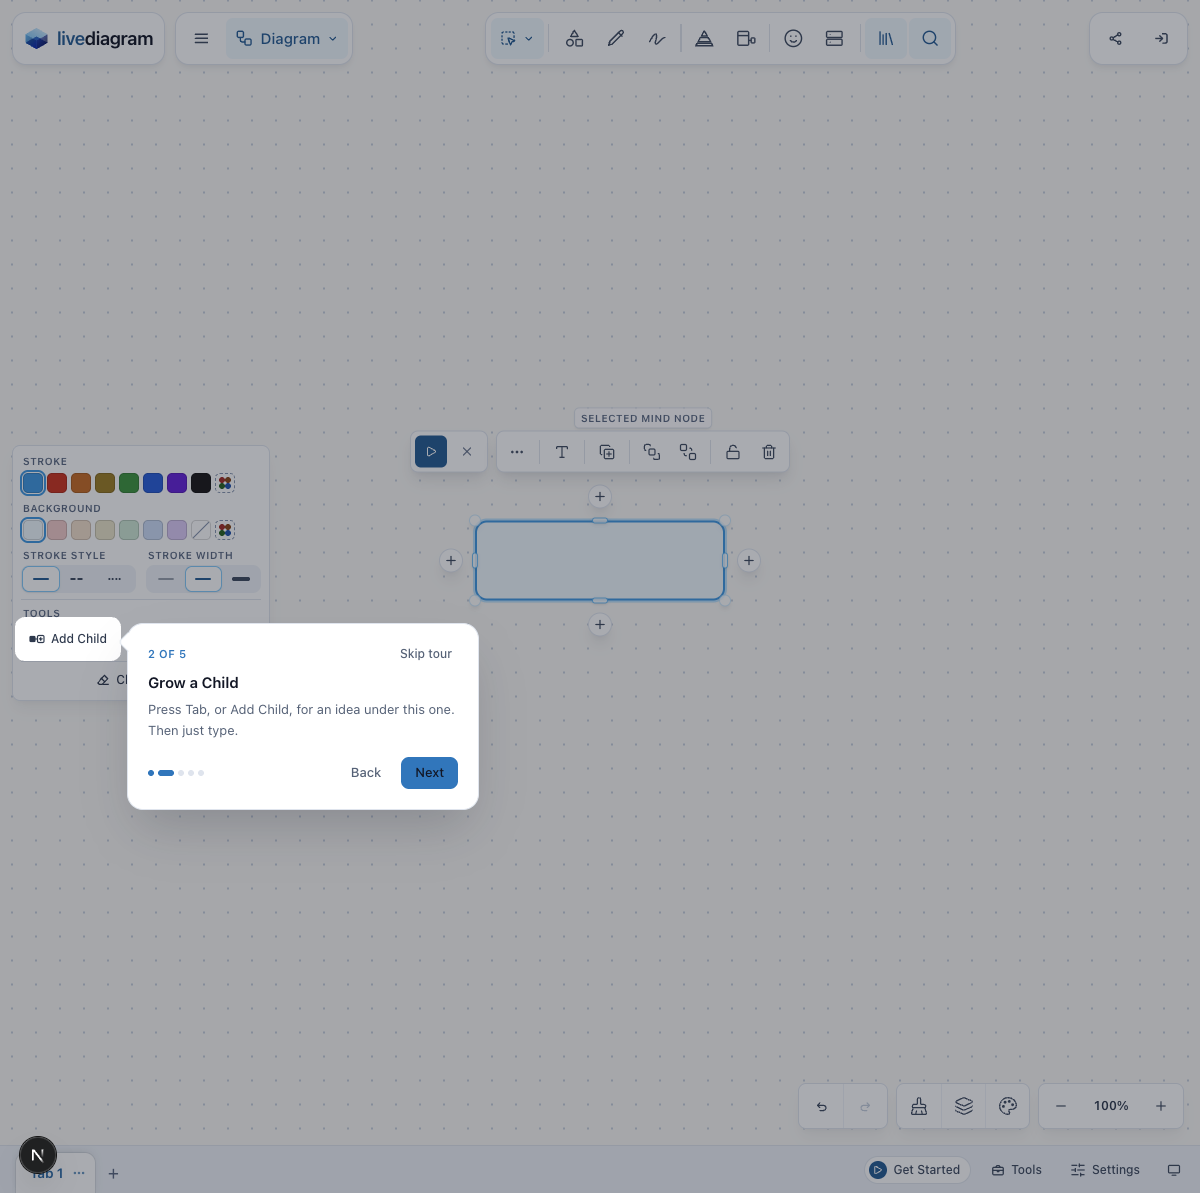 livediagram
Diagram
SELECTED MIND NODE
STROKE
BACKGROUND
STROKE STYLE
STROKE WIDTH
TOOLS
Add Child
2 OF 5
Skip tour
Grow a Child
Press Tab, or Add Child, for an idea under this one.
Then just type.
Back
Next
100%
Tab 1
Get Started
Tools
Settings